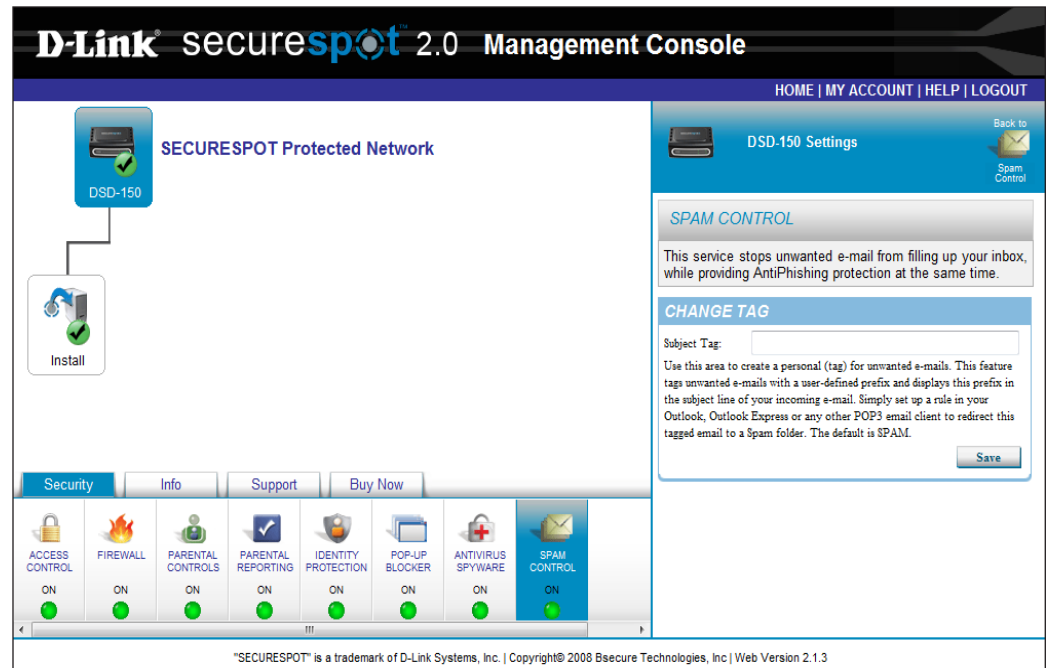 D-Link® securespot™ 2.0 Management Console
HOME | MY ACCOUNT | HELP | LOGOUT
DSD-150
SECURESPOT Protected Network
Install
DSD-150 Settings
Back to
Spam
Control
SPAM CONTROL
This service stops unwanted e-mail from filling up your inbox,
while providing AntiPhishing protection at the same time.
CHANGE TAG
Subject Tag:
Use this area to create a personal (tag) for unwanted e-mails. This feature
tags unwanted e-mails with a user-defined prefix and displays this prefix in
the subject line of your incoming e-mail. Simply set up a rule in your
Outlook, Outlook Express or any other POP3 email client to redirect this
tagged email to a Spam folder. The default is SPAM.
Save
Security Info Support Buy Now
ACCESS
CONTROL
ON
FIREWALL
ON
PARENTAL
CONTROLS
ON
PARENTAL
REPORTING
ON
IDENTITY
PROTECTION
ON
POP-UP
BLOCKER
ON
ANTIVIRUS
SPYWARE
ON
SPAM
CONTROL
ON
"SECURESPOT" is a trademark of D-Link Systems, Inc. | Copyright© 2008 Bsecure Technologies, Inc | Web Version 2.1.3